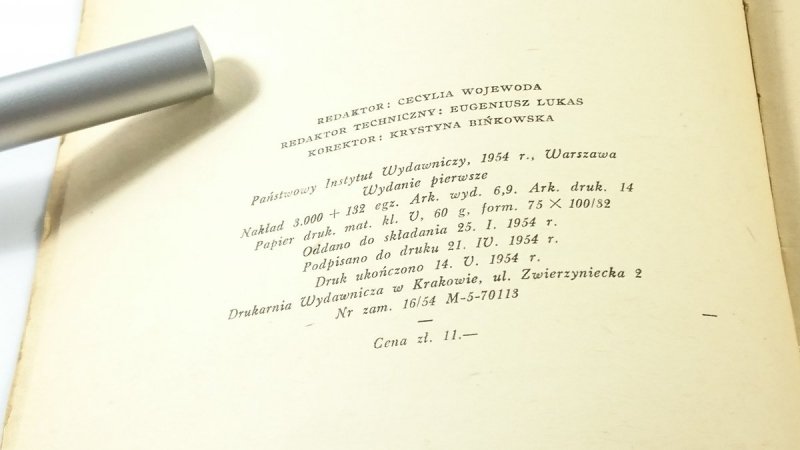 REDAKTOR: CECYLIA WOJEWODA
REDAKTOR TECHNICZNY: EUGENIUSZ ŁUKAS
KOREKTOR: KRYSTYNA BIŃKOWSKA
Państwowy Instytut Wydawniczy, 1954 r., Warszawa
Wydanie pierwsze
Nakład 3.000 + 132 egz. Ark. wyd. 6,9. Ark. druk. 14
Papier druk. mat. kl. V, 60 g, form. 75 × 100/32
Oddano do składania 25. I. 1954 r.
Podpisano do druku 21. IV. 1954 r.
Druk ukończono 14. V. 1954 r.
Drukarnia Wydawnicza w Krakowie, ul. Zwierzyniecka 2
Nr zam. 16/54 M-5-70113
—
Cena zł. 11.—